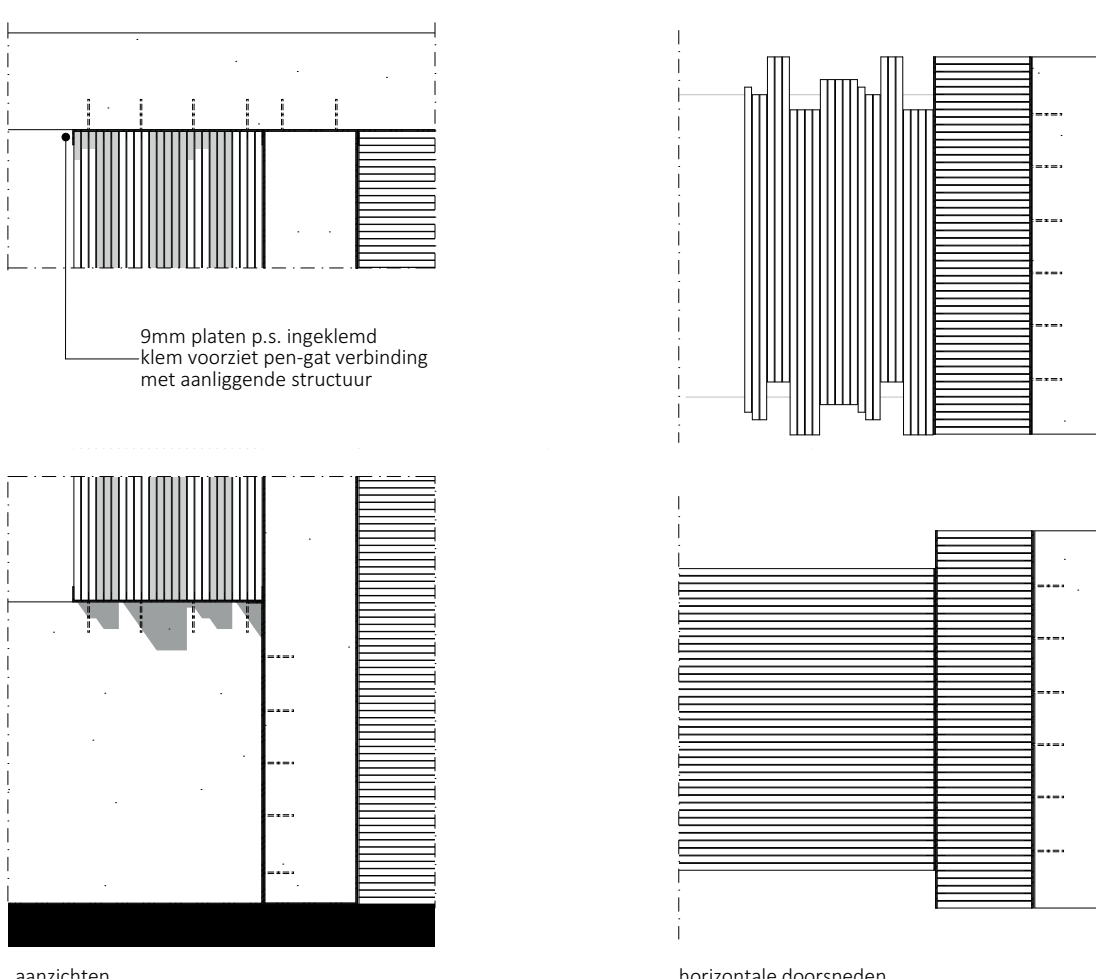 9mm platen p.s. ingeklemd
klem voorziet pen-gat verbinding
met aanliggende structuur
aanzichten
horizontale doorsneden